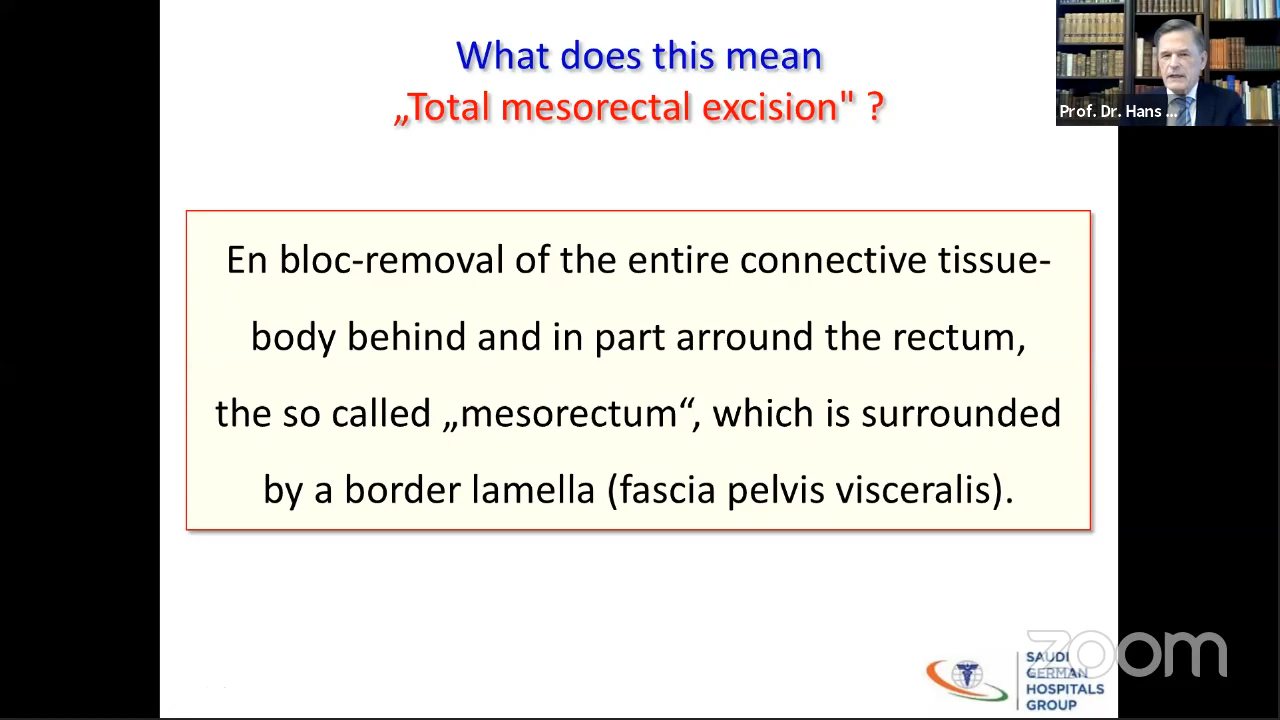 What does this mean
„Total mesorectal excision" ?
Prof. Dr. Hans ...
En bloc-removal of the entire connective tissue-
body behind and in part arround the rectum,
the so called „mesorectum“, which is surrounded
by a border lamella (fascia pelvis visceralis).
zoom
SAUDI
GERMAN
HOSPITALS
GROUP